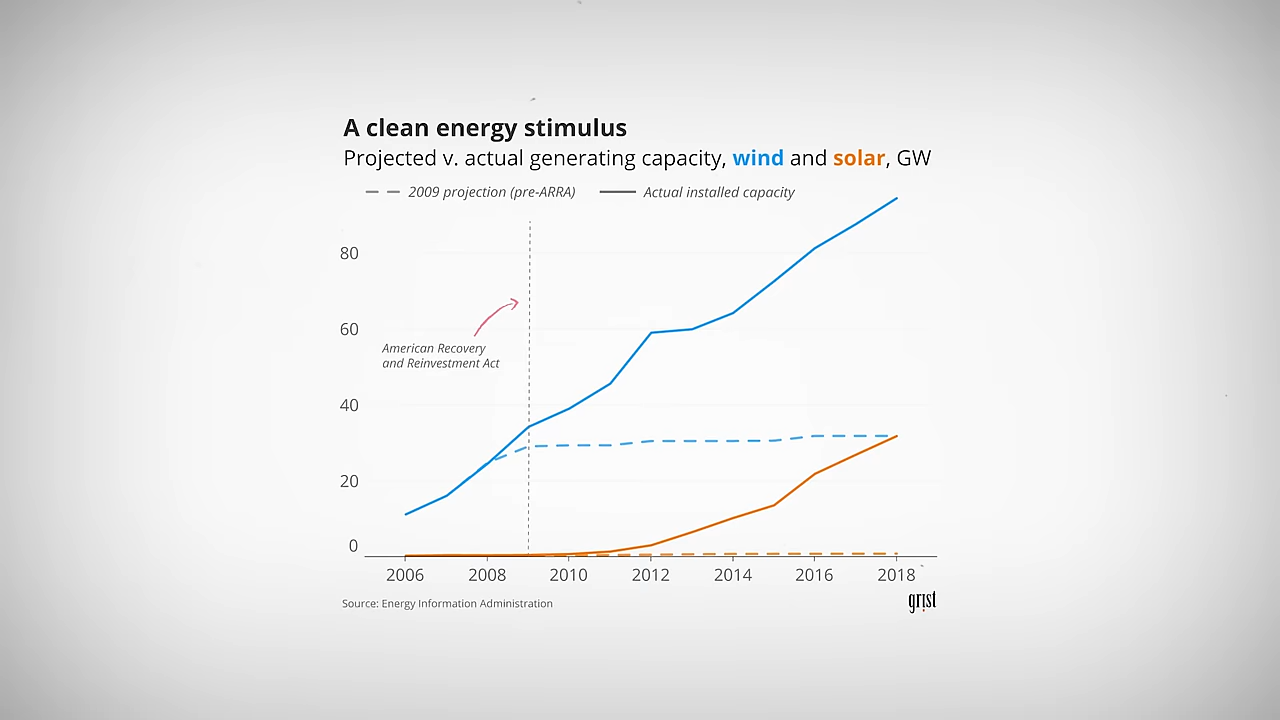 A clean energy stimulus
Projected v. actual generating capacity, wind and solar, GW
2009 projection (pre-ARRA) Actual installed capacity
80
60
American Recovery
and Reinvestment Act
40
20
0
2006 2008 2010 2012 2014 2016 2018
Source: Energy Information Administration
grist